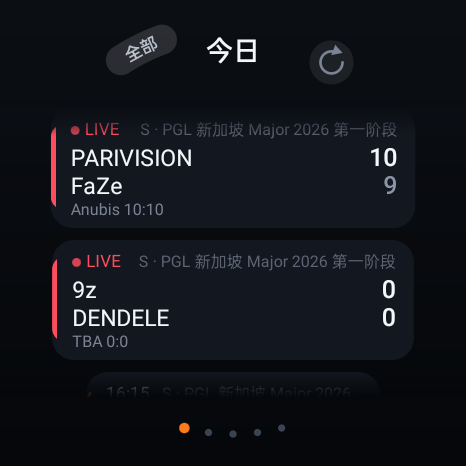 全部
今日
LIVE S · PGL 新加坡 Major 2026 第一阶段
PARIVISION 10
FaZe 9
Anubis 10:10
LIVE S · PGL 新加坡 Major 2026 第一阶段
9z 0
DENDELE 0
TBA 0:0
16:15 S · PGL 新加坡 Major 2026